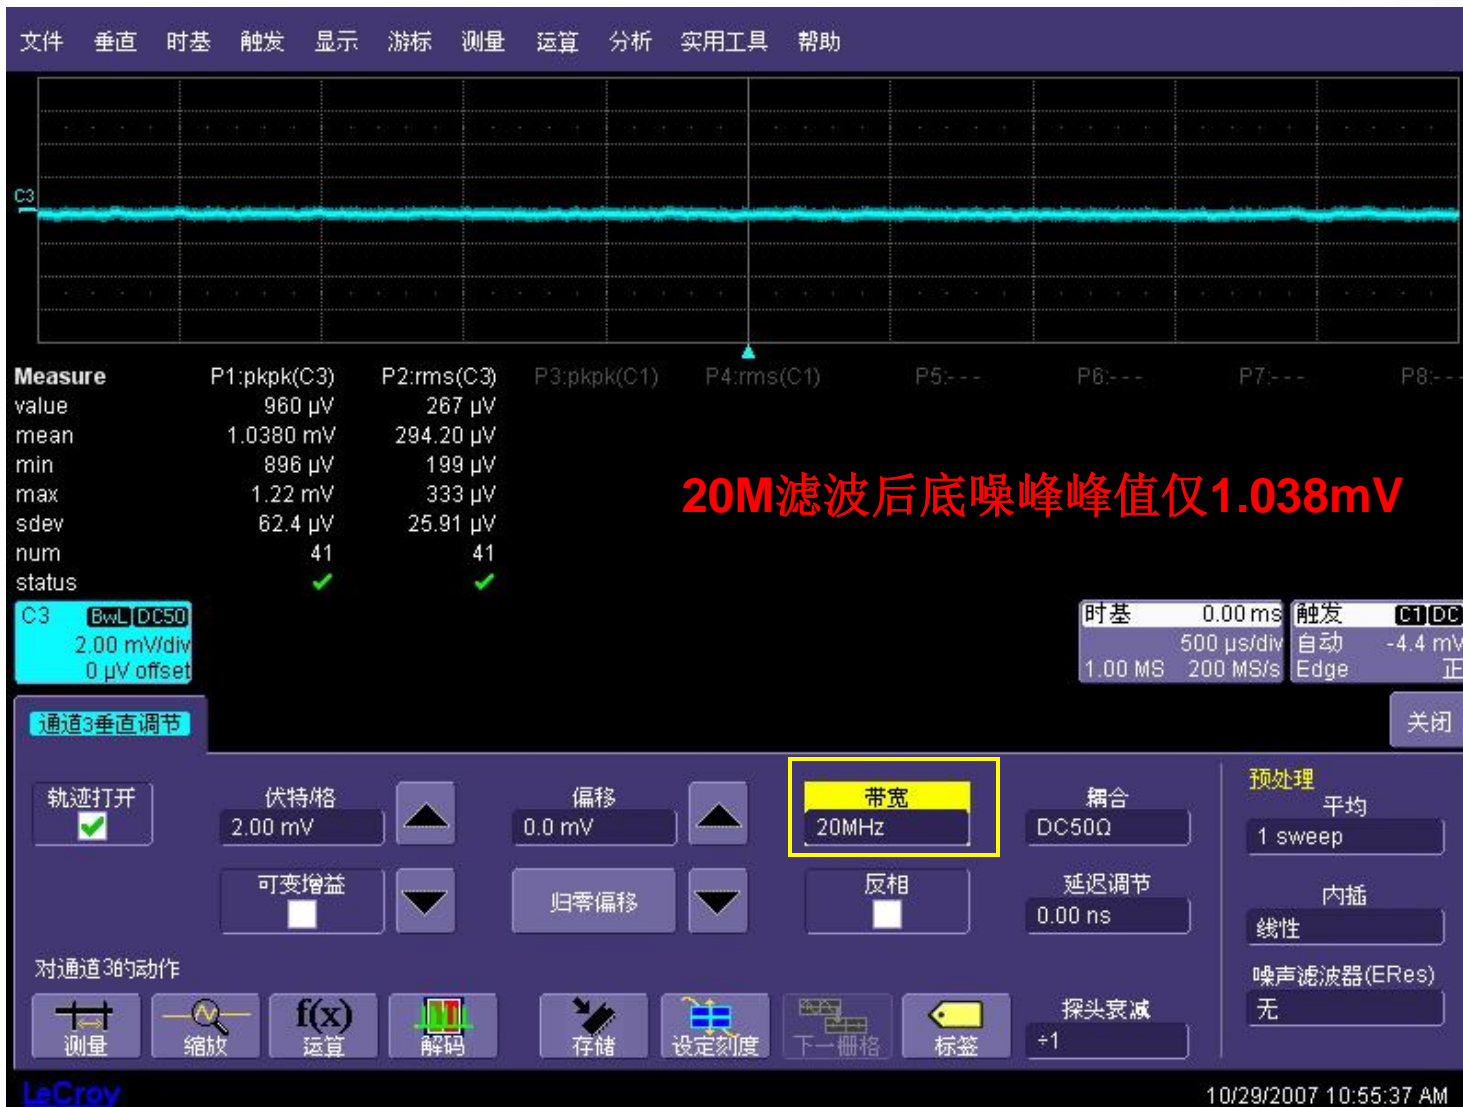 文件 垂直 时基 触发 显示 游标 测量 运算 分析 实用工具 帮助
C3
Measure P1:pkpk(C3) P2:rms(C3) P3:pkpk(C1) P4:rms(C1) P5:--- P6:--- P7:--- P8:---
value 960 µV 267 µV
mean 1.0380 mV 294.20 µV
min 896 µV 199 µV
max 1.22 mV 333 µV
sdev 62.4 µV 25.91 µV
num 41 41
status
20M滤波后底噪峰峰值仅1.038mV
C3 BwL DC50
2.00 mV/div
0 µV offset
时基 0.00 ms
500 µs/div
1.00 MS 200 MS/s
触发 C1 DC
自动 -4.4 mV
Edge 正
通道3垂直调节
关闭
轨迹打开
伏特/格
2.00 mV
偏移
0.0 mV
带宽
20MHz
耦合
DC50Ω
预处理
平均
1 sweep
可变增益
归零偏移
反相
延迟调节
0.00 ns
内插
线性
对通道3的动作
噪声滤波器(ERes)
无
测量
缩放
f(x)
运算
解码
存储
设定刻度
下一栅格
标签
探头衰减
÷1
LeCroy
10/29/2007 10:55:37 AM